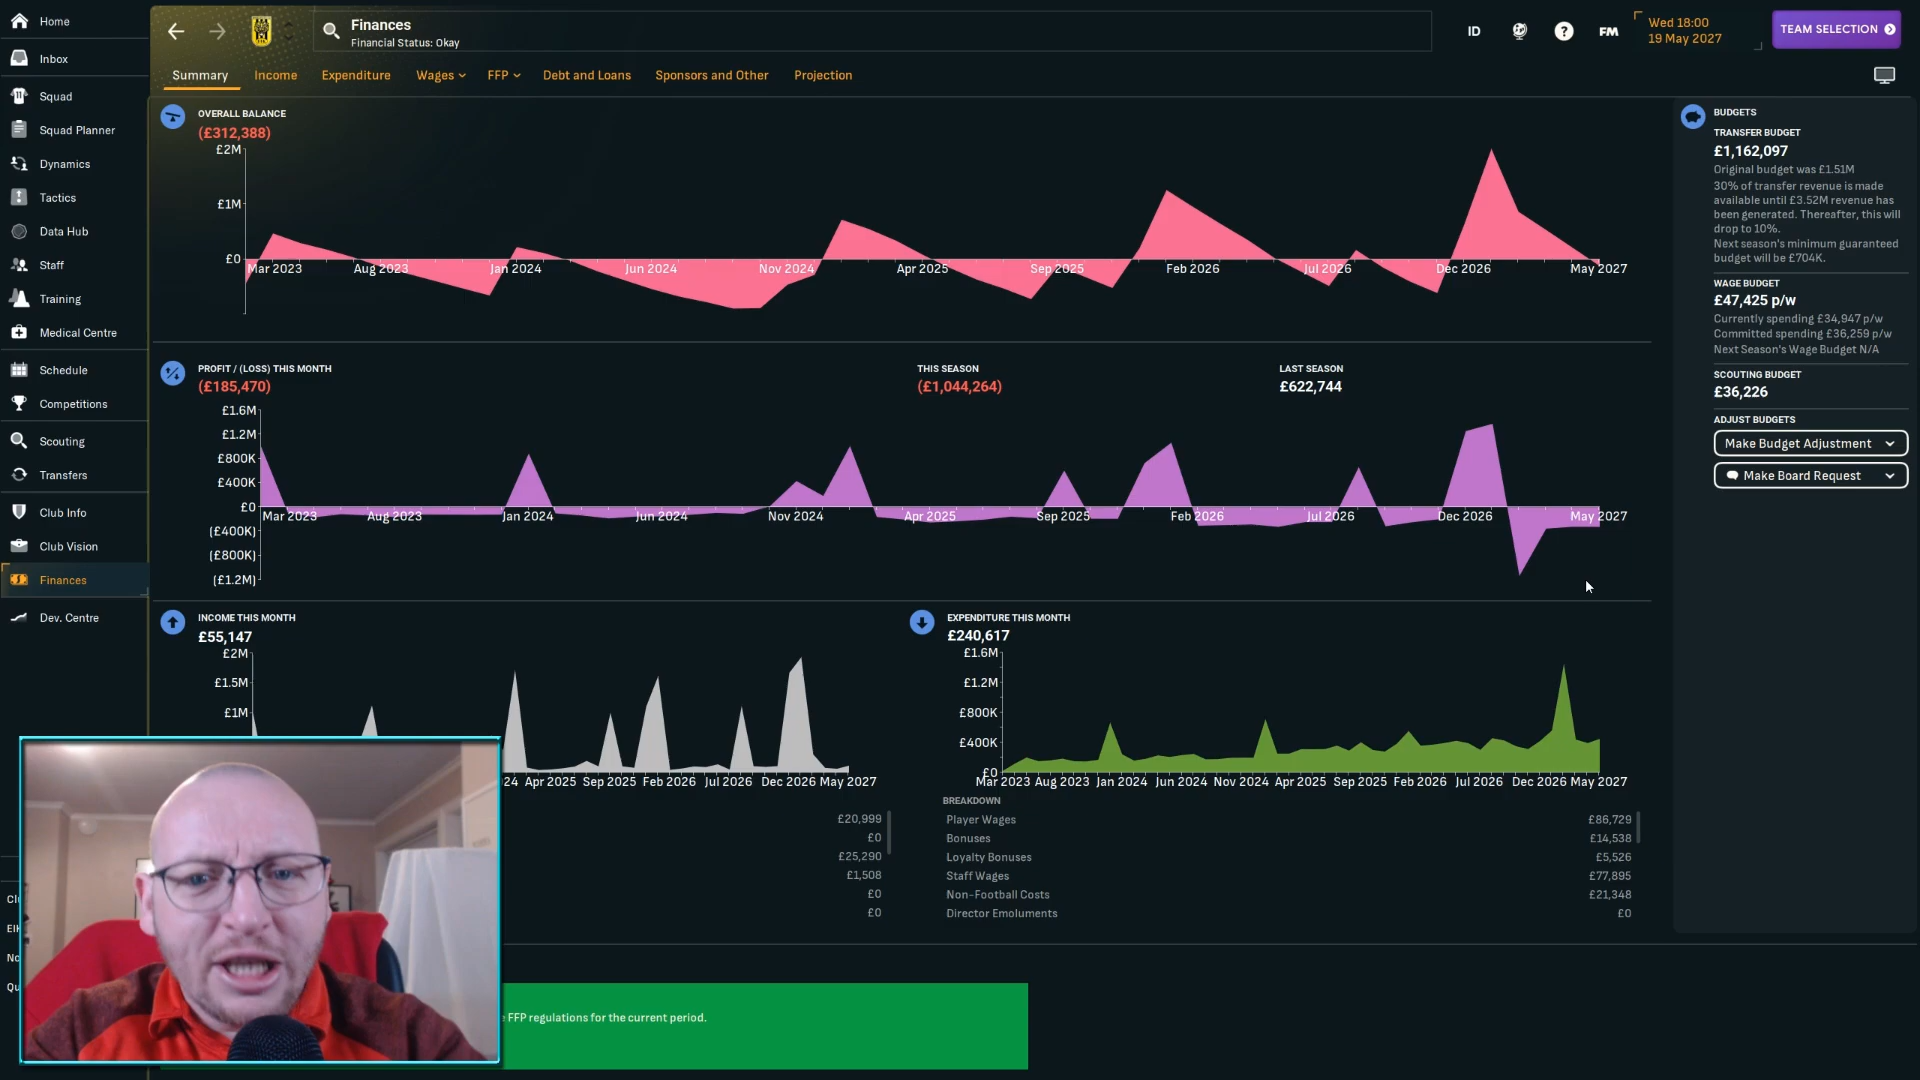 Home
Inbox
Squad
Squad Planner
Dynamics
Tactics
Data Hub
Staff
Training
Medical Centre
Schedule
Competitions
Scouting
Transfers
Club Info
Club Vision
Finances
Dev. Centre
Finances
Financial Status: Okay
ID
FM
Wed 18:00
19 May 2027
TEAM SELECTION
Summary Income Expenditure Wages FFP Debt and Loans Sponsors and Other Projection
OVERALL BALANCE
(£312,388)
£2M
£1M
£0
Mar 2023 Aug 2023 Jan 2024 Jun 2024 Nov 2024 Apr 2025 Sep 2025 Feb 2026 Jul 2026 Dec 2026 May 2027
PROFIT / (LOSS) THIS MONTH
(£185,470)
THIS SEASON
(£1,044,264)
LAST SEASON
£622,744
£1.6M
£1.2M
£800K
£400K
£0
(£400K)
(£800K)
(£1.2M)
Mar 2023 Aug 2023 Jan 2024 Jun 2024 Nov 2024 Apr 2025 Sep 2025 Feb 2026 Jul 2026 Dec 2026 May 2027
INCOME THIS MONTH
£55,147
£2M
£1.5M
£1M
24 Apr 2025 Sep 2025 Feb 2026 Jul 2026 Dec 2026 May 2027
£20,999
£0
£25,290
£1,508
£0
£0
EXPENDITURE THIS MONTH
£240,617
£1.6M
£1.2M
£800K
£400K
£0
Mar 2023 Aug 2023 Jan 2024 Jun 2024 Nov 2024 Apr 2025 Sep 2025 Feb 2026 Jul 2026 Dec 2026 May 2027
BREAKDOWN
Player Wages £86,729
Bonuses £14,538
Loyalty Bonuses £5,526
Staff Wages £77,895
Non-Football Costs £21,348
Director Emoluments £0
FFP regulations for the current period.
BUDGETS
TRANSFER BUDGET
£1,162,097
Original budget was £1.51M
30% of transfer revenue is made
available until £3.52M revenue has
been generated. Thereafter, this will
drop to 10%.
Next season's minimum guaranteed
budget will be £704K.
WAGE BUDGET
£47,425 p/w
Currently spending £34,947 p/w
Committed spending £36,259 p/w
Next Season's Wage Budget N/A
SCOUTING BUDGET
£36,226
ADJUST BUDGETS
Make Budget Adjustment
Make Board Request